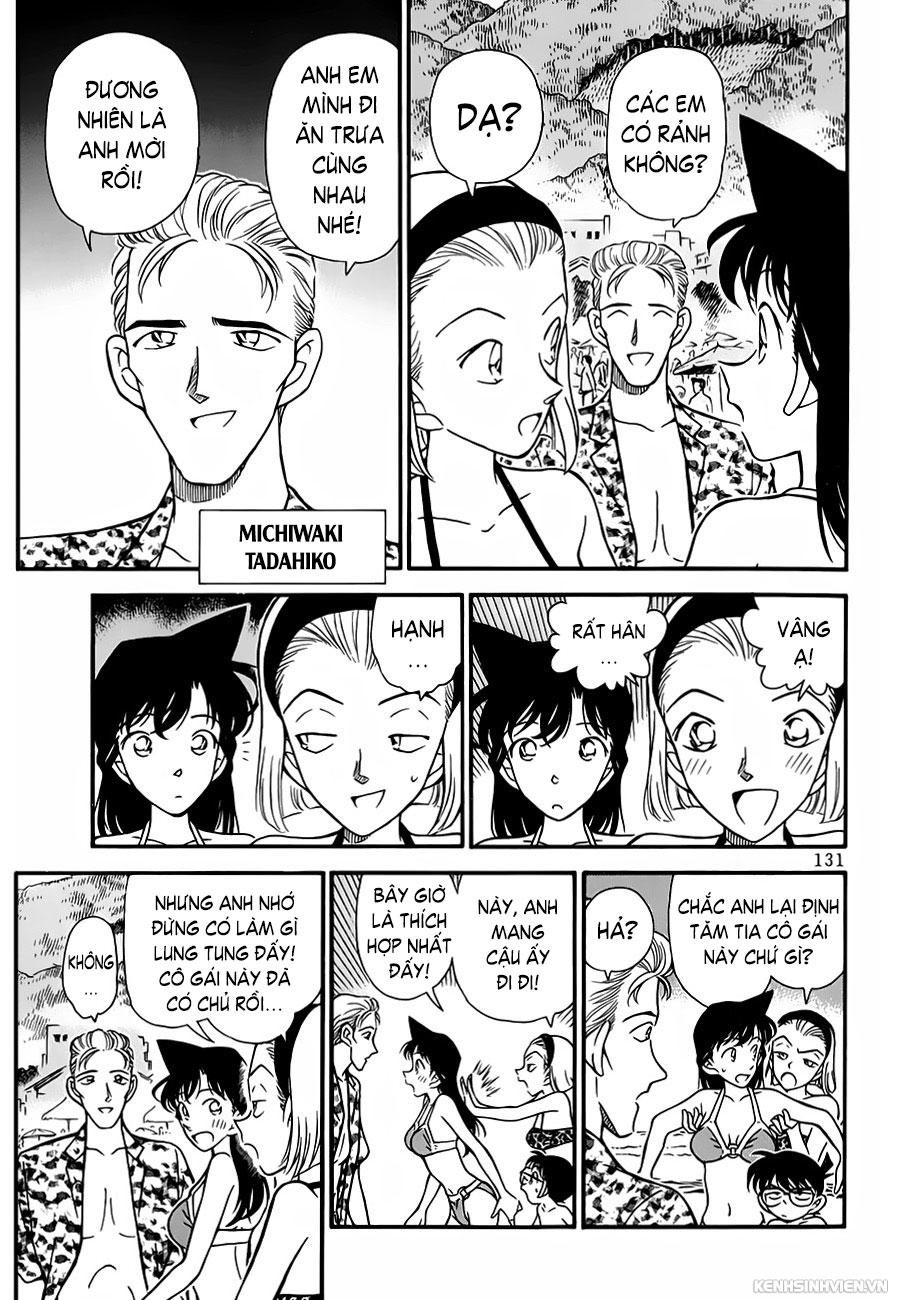 CÁC EM
CÓ RẢNH
KHÔNG?
DẠ?
ANH EM
MÌNH ĐI
ĂN TRƯA
CÙNG
NHAU
NHÉ!
ĐƯƠNG
NHIÊN LÀ
ANH MỜI
RỒI!
MICHIWAKI
TADAHIKO
VÂNG
Ạ!
RẤT HÂN
...
HẠNH
...
131
CHẮC ANH LẠI ĐỊNH
TÀM TIA CÔ GÁI
NÀY CHỨ GÌ?
HẢ?
NÀY, ANH
MANG
CẬU ẤY
ĐI ĐI!
BÂY GIỜ
LÀ THÍCH
HỢP NHẤT
ĐẤY!
NHƯNG ANH NHỚ
ĐỪNG CÓ LÀM GÌ
LUNG TUNG ĐẤY!
CÔ GÁI NÀY ĐÃ
CÓ CHỦ RỒI...
KHÔNG
...
KENHSINHVIEN.VN